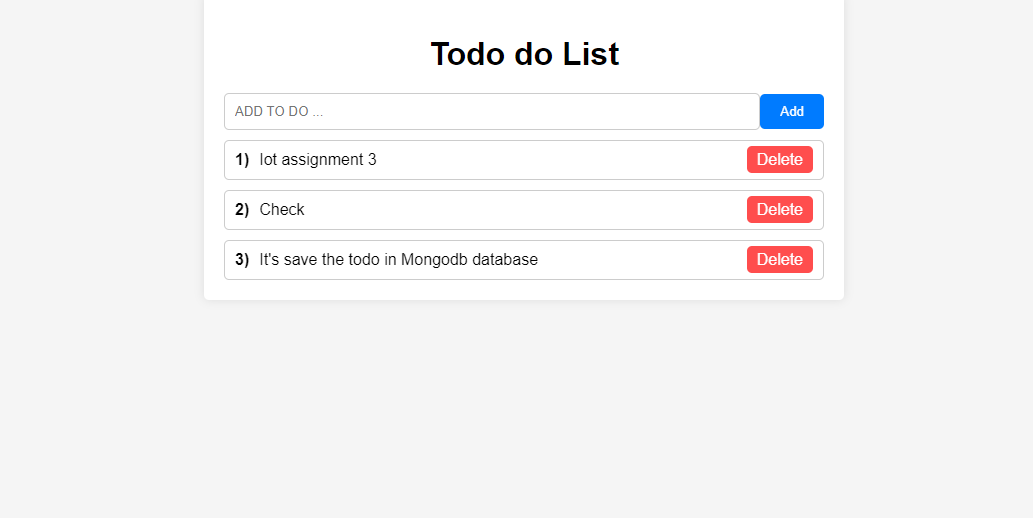 Todo do List
ADD TO DO ... Add
1) Iot assignment 3 Delete
2) Check Delete
3) It's save the todo in Mongodb database Delete